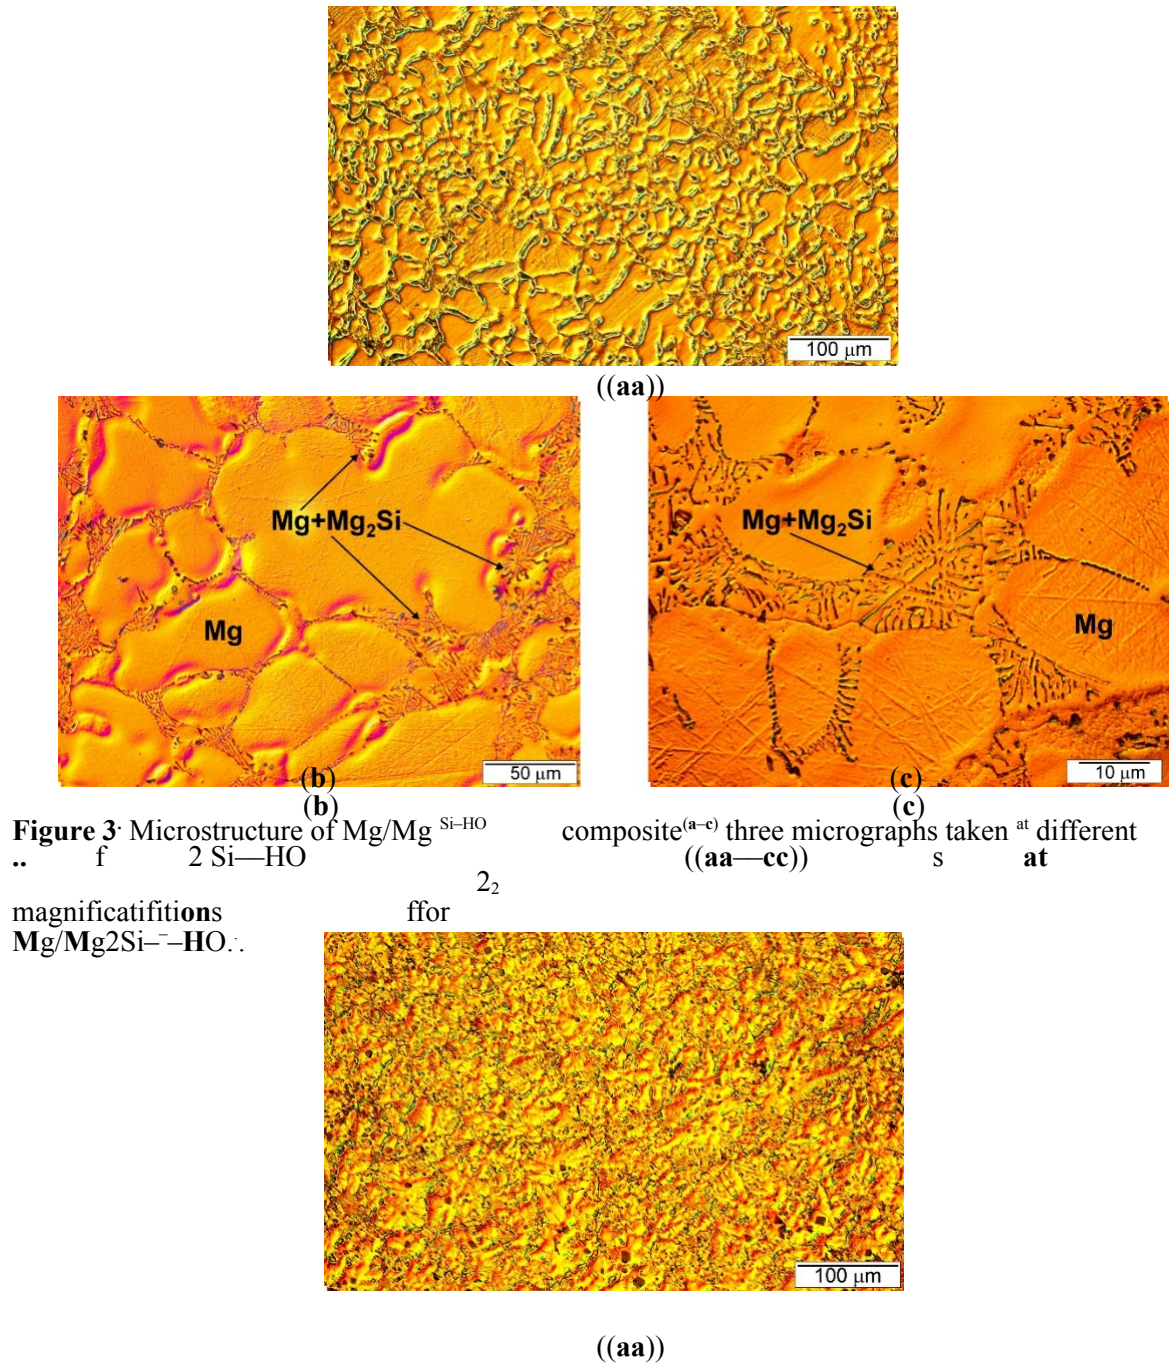 100 µm
((aa))
Mg+Mg₂Si
Mg
50 µm
Mg+Mg₂Si
Mg
10 µm
(b)
(c)
(b)
(c)
Figure 3. Microstructure of Mg/Mg Si–HO composite(a–c) three micrographs taken at different
.. f 2 Si—HO ((aa—cc)) s at
2₂
magnificatifitions ffor
Mg/Mg2Si–⁻–HO.∴
100 µm
((aa))